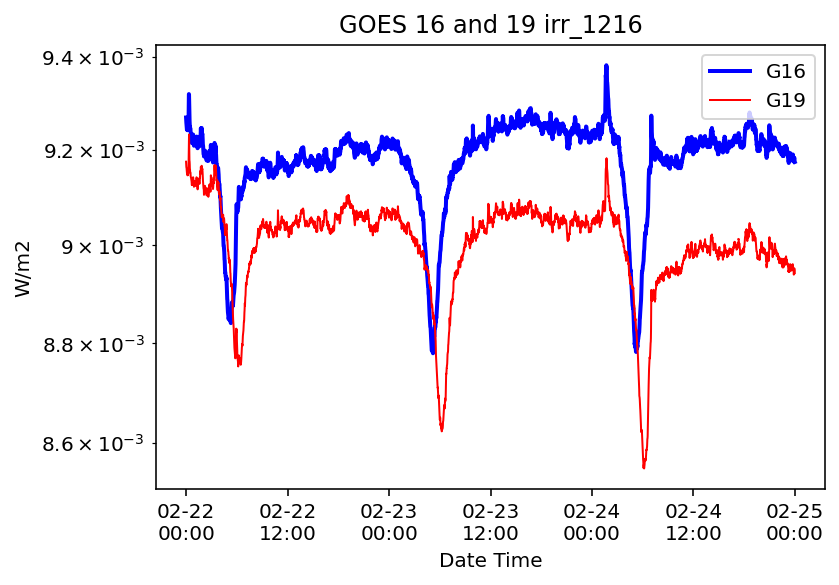 GOES 16 and 19 irr_1216
G16
G19
9.4 × 10⁻³
9.2 × 10⁻³
9 × 10⁻³
8.8 × 10⁻³
8.6 × 10⁻³
W/m2
02-22 02-22 02-23 02-23 02-24 02-24 02-25
00:00 12:00 00:00 12:00 00:00 12:00 00:00
Date Time